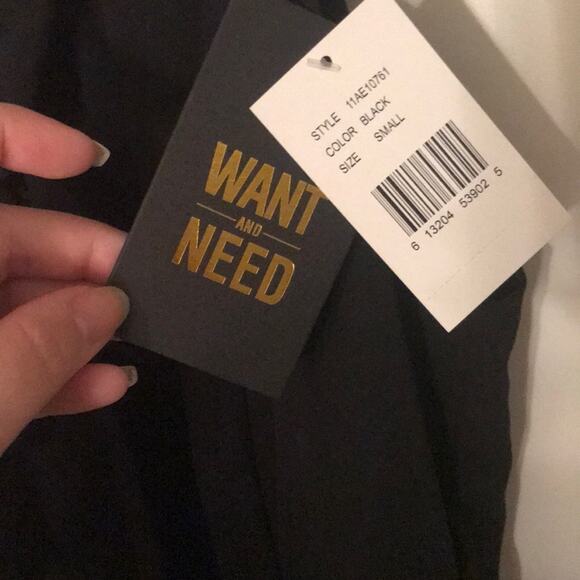 WANT
AND
NEED
STYLE 11AE10761
COLOR BLACK
SIZE SMALL
6 13204 53902 5